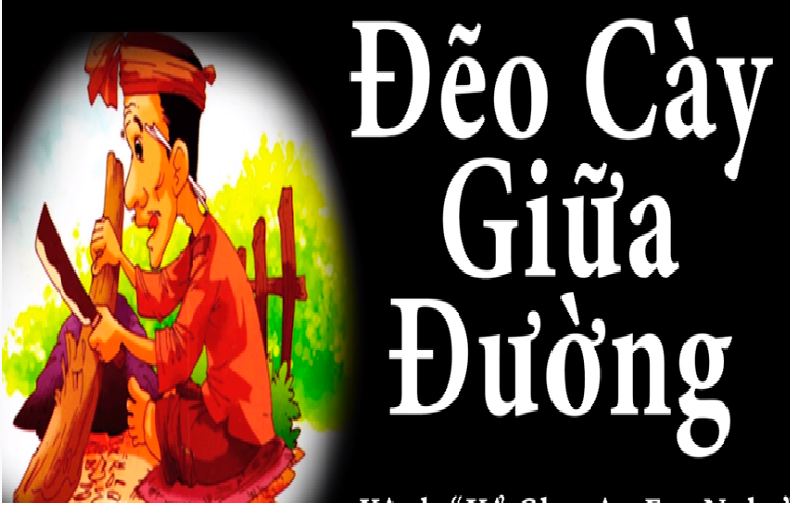 Đẽo Cày
Giữa
Đường